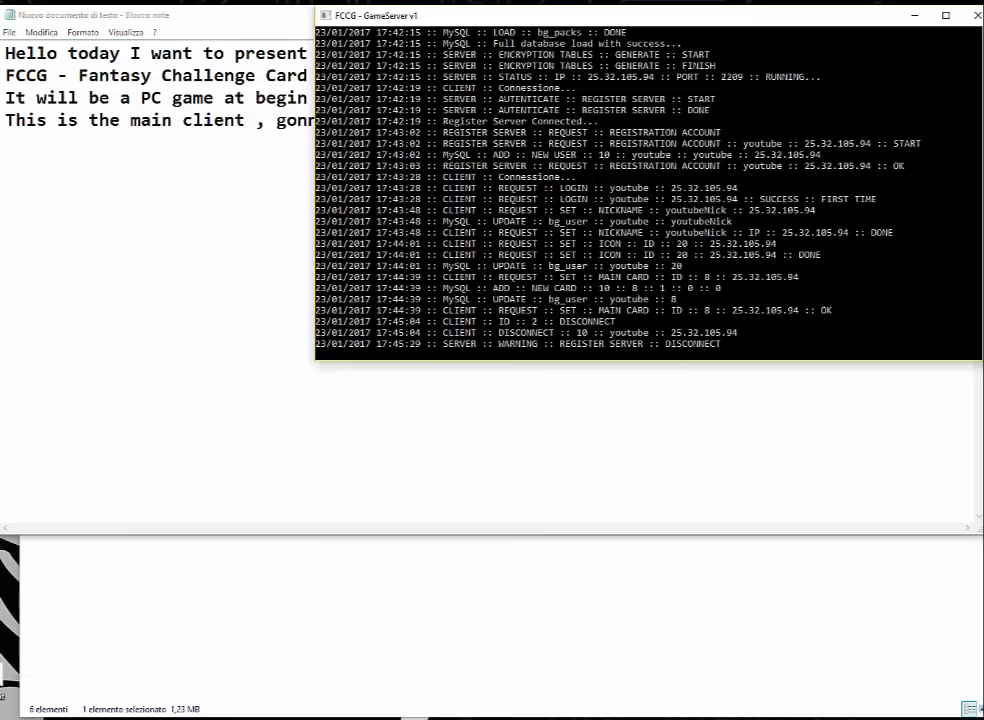 Nuovo documento di testo - Blocco note
File Modifica Formato Visualizza ?
Hello today I want to present
FCCG - Fantasy Challenge Card
It will be a PC game at begin
This is the main client , gonn
FCCG - GameServer v1
23/01/2017 17:42:15 :: MySQL :: LOAD :: bg_packs :: DONE
23/01/2017 17:42:15 :: MySQL :: Full database load with success...
23/01/2017 17:42:15 :: SERVER :: ENCRYPTION TABLES :: GENERATE :: START
23/01/2017 17:42:15 :: SERVER :: ENCRYPTION TABLES :: GENERATE :: FINISH
23/01/2017 17:42:15 :: SERVER :: STATUS :: IP :: 25.32.105.94 :: PORT :: 2209 :: RUNNING...
23/01/2017 17:42:19 :: CLIENT :: Connessione...
23/01/2017 17:42:19 :: SERVER :: AUTENTICATE :: REGISTER SERVER :: START
23/01/2017 17:42:19 :: SERVER :: AUTENTICATE :: REGISTER SERVER :: DONE
23/01/2017 17:42:19 :: Register Server Connected...
23/01/2017 17:43:02 :: REGISTER SERVER :: REQUEST :: REGISTRATION ACCOUNT
23/01/2017 17:43:02 :: REGISTER SERVER :: REQUEST :: REGISTRATION ACCOUNT :: youtube :: 25.32.105.94 :: START
23/01/2017 17:43:02 :: MySQL :: ADD :: NEW USER :: 10 :: youtube :: youtube :: 25.32.105.94
23/01/2017 17:43:03 :: REGISTER SERVER :: REQUEST :: REGISTRATION ACCOUNT :: youtube :: 25.32.105.94 :: OK
23/01/2017 17:43:28 :: CLIENT :: Connessione...
23/01/2017 17:43:28 :: CLIENT :: REQUEST :: LOGIN :: youtube :: 25.32.105.94
23/01/2017 17:43:28 :: CLIENT :: REQUEST :: LOGIN :: youtube :: 25.32.105.94 :: SUCCESS :: FIRST TIME
23/01/2017 17:43:48 :: CLIENT :: REQUEST :: SET :: NICKNAME :: youtubeNick :: 25.32.105.94
23/01/2017 17:43:48 :: MySQL :: UPDATE :: bg_user :: youtube :: youtubeNick
23/01/2017 17:43:48 :: CLIENT :: REQUEST :: SET :: NICKNAME :: youtubeNick :: IP :: 25.32.105.94 :: DONE
23/01/2017 17:44:01 :: CLIENT :: REQUEST :: SET :: ICON :: ID :: 20 :: 25.32.105.94
23/01/2017 17:44:01 :: CLIENT :: REQUEST :: SET :: ICON :: ID :: 20 :: 25.32.105.94 :: DONE
23/01/2017 17:44:01 :: MySQL :: UPDATE :: bg_user :: youtube :: 20
23/01/2017 17:44:39 :: CLIENT :: REQUEST :: SET :: MAIN CARD :: ID :: 8 :: 25.32.105.94
23/01/2017 17:44:39 :: MySQL :: ADD :: NEW CARD :: 10 :: 8 :: 1 :: 0 :: 0
23/01/2017 17:44:39 :: MySQL :: UPDATE :: bg_user :: youtube :: 8
23/01/2017 17:44:39 :: CLIENT :: REQUEST :: SET :: MAIN CARD :: ID :: 8 :: 25.32.105.94 :: OK
23/01/2017 17:45:04 :: CLIENT :: ID :: 2 :: DISCONNECT
23/01/2017 17:45:04 :: CLIENT :: DISCONNECT :: 10 :: youtube :: 25.32.105.94
23/01/2017 17:45:29 :: SERVER :: WARNING :: REGISTER SERVER :: DISCONNECT
6 elementi 1 elemento selezionato 1,23 MB